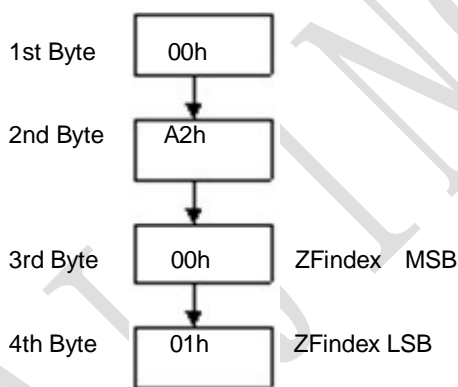 1st Byte 00h
2nd Byte A2h
3rd Byte 00h ZFindex MSB
4th Byte 01h ZFindex LSB